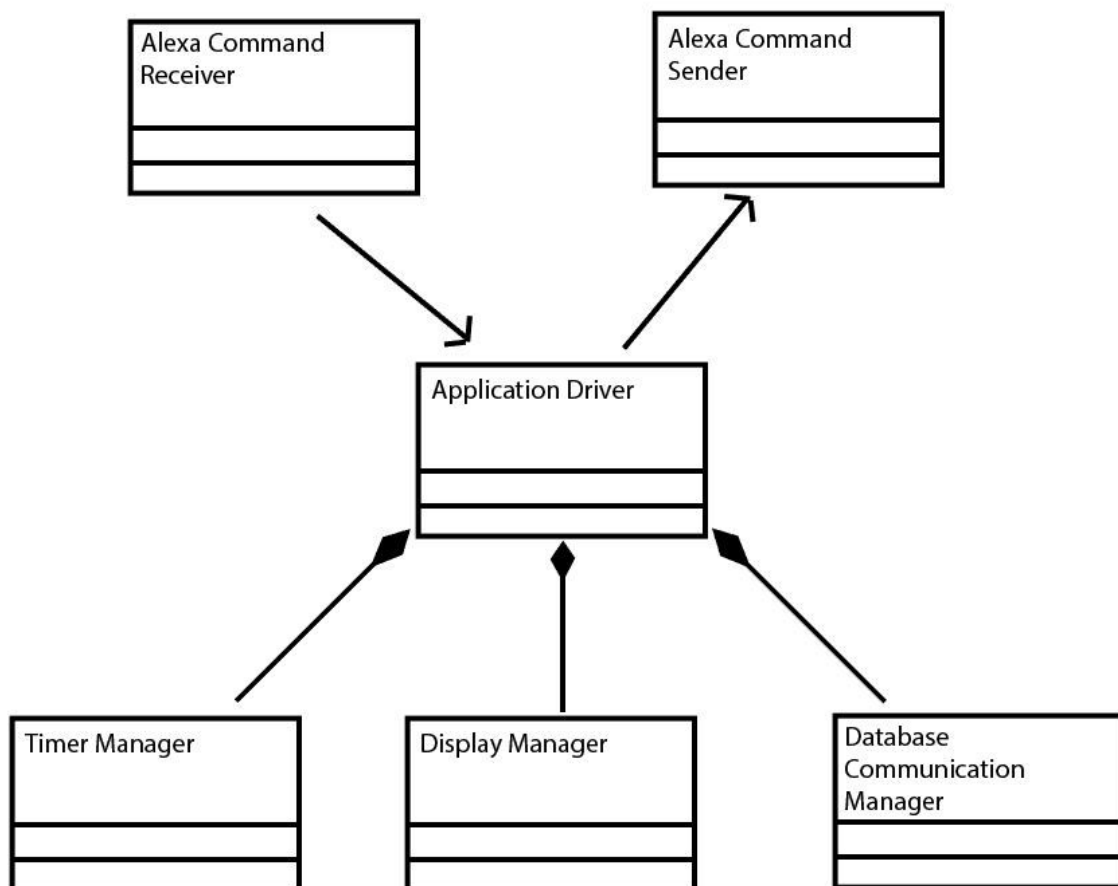 Alexa Command
Receiver
Alexa Command
Sender
Application Driver
Timer Manager
Display Manager
Database
Communication
Manager